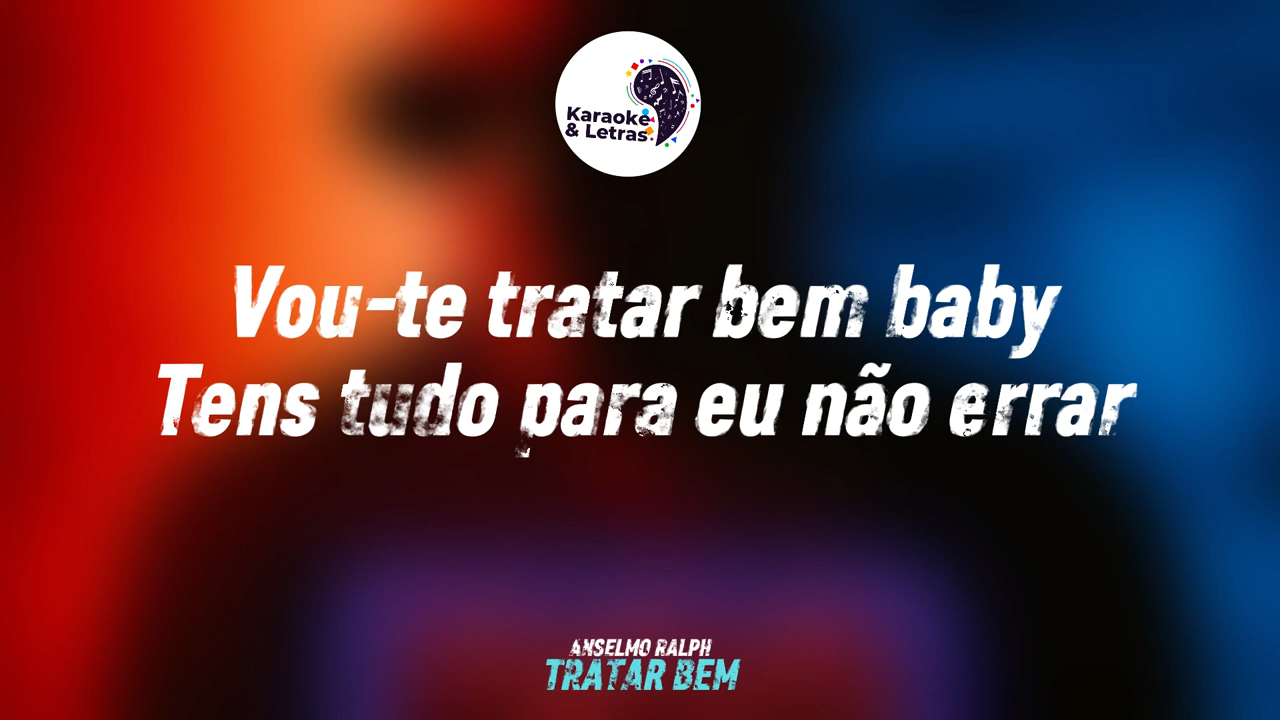 Karaoke
& Letras
Vou-te tratar bem baby
Tens tudo para eu não errar
ANSELMO RALPH
TRATAR BEM